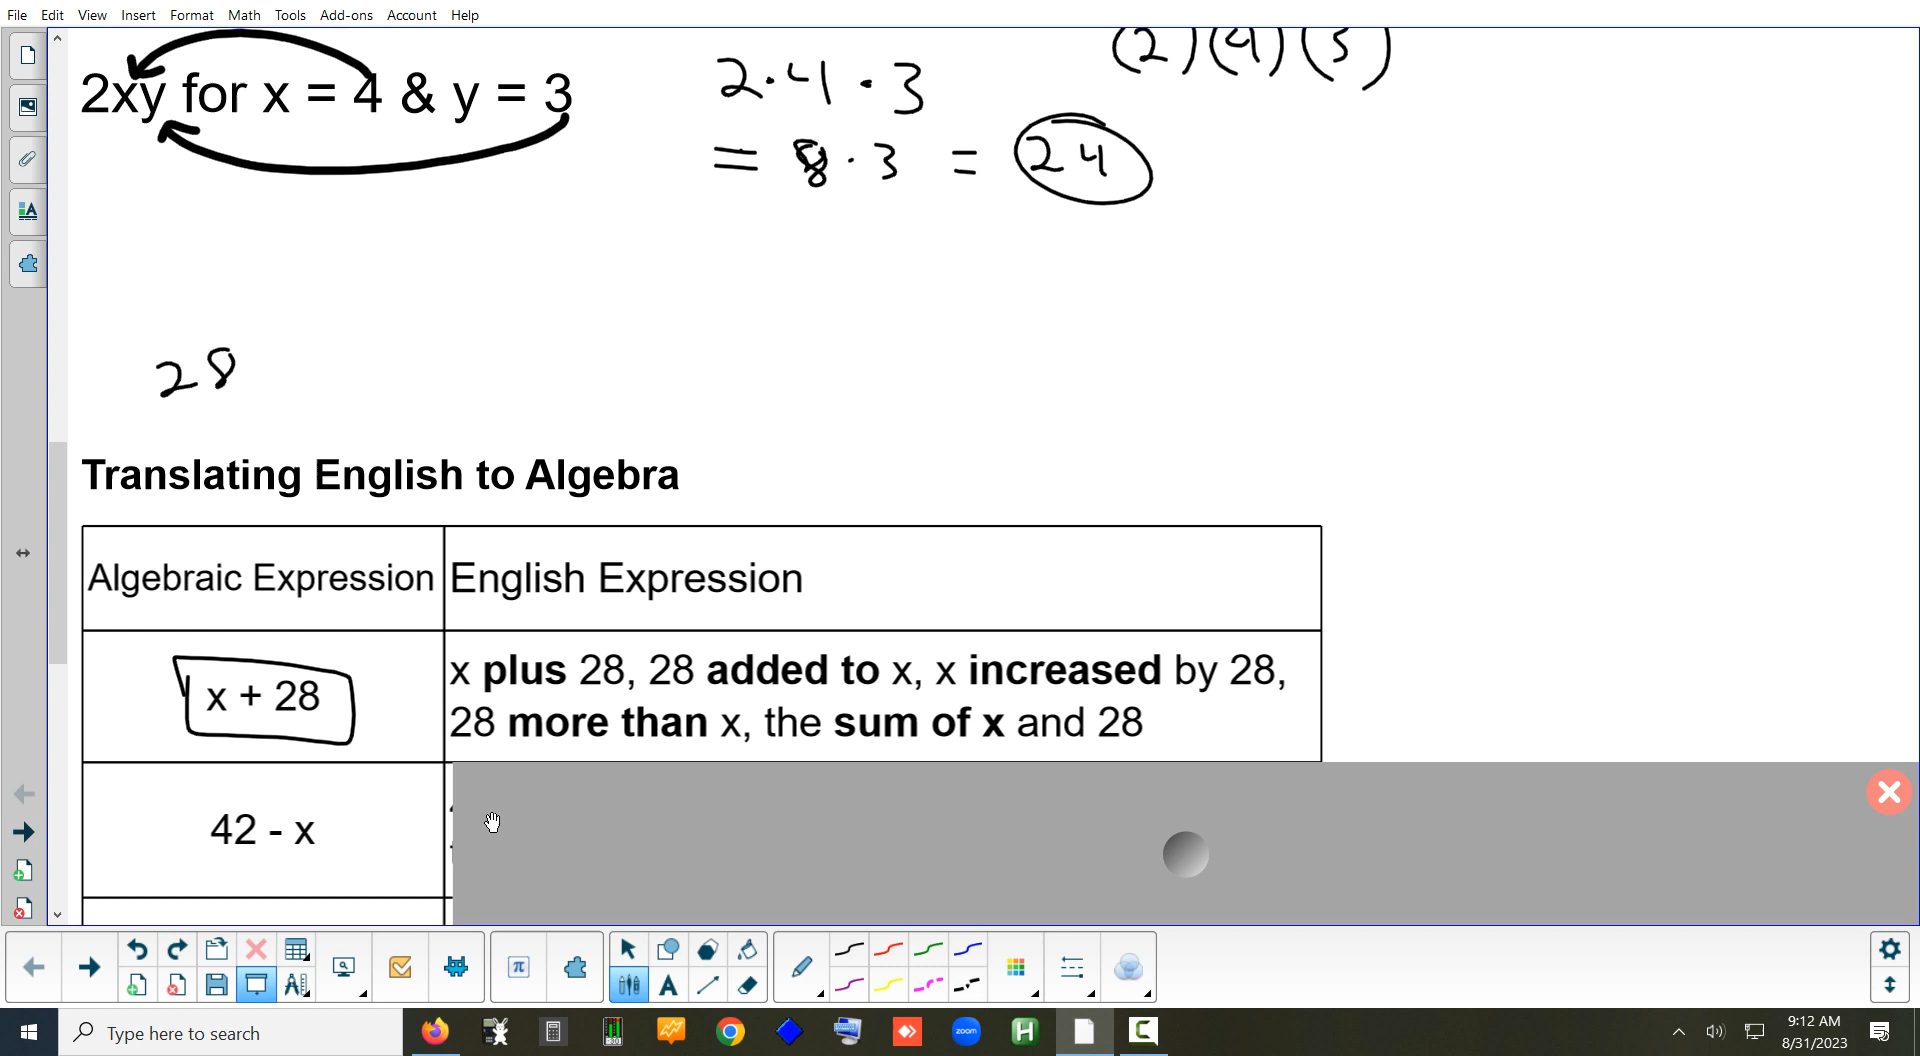 File Edit View Insert Format Math Tools Add-ons Account Help
(2)(4)(3)
2xy for x = 4 & y = 3
2·4·3
= 8·3 = 24
28
Translating English to Algebra
Algebraic Expression English Expression
x + 28
x plus 28, 28 added to x, x increased by 28,
28 more than x, the sum of x and 28
42 - x
π
A
Type here to search
zoom
H
C
9:12 AM
8/31/2023